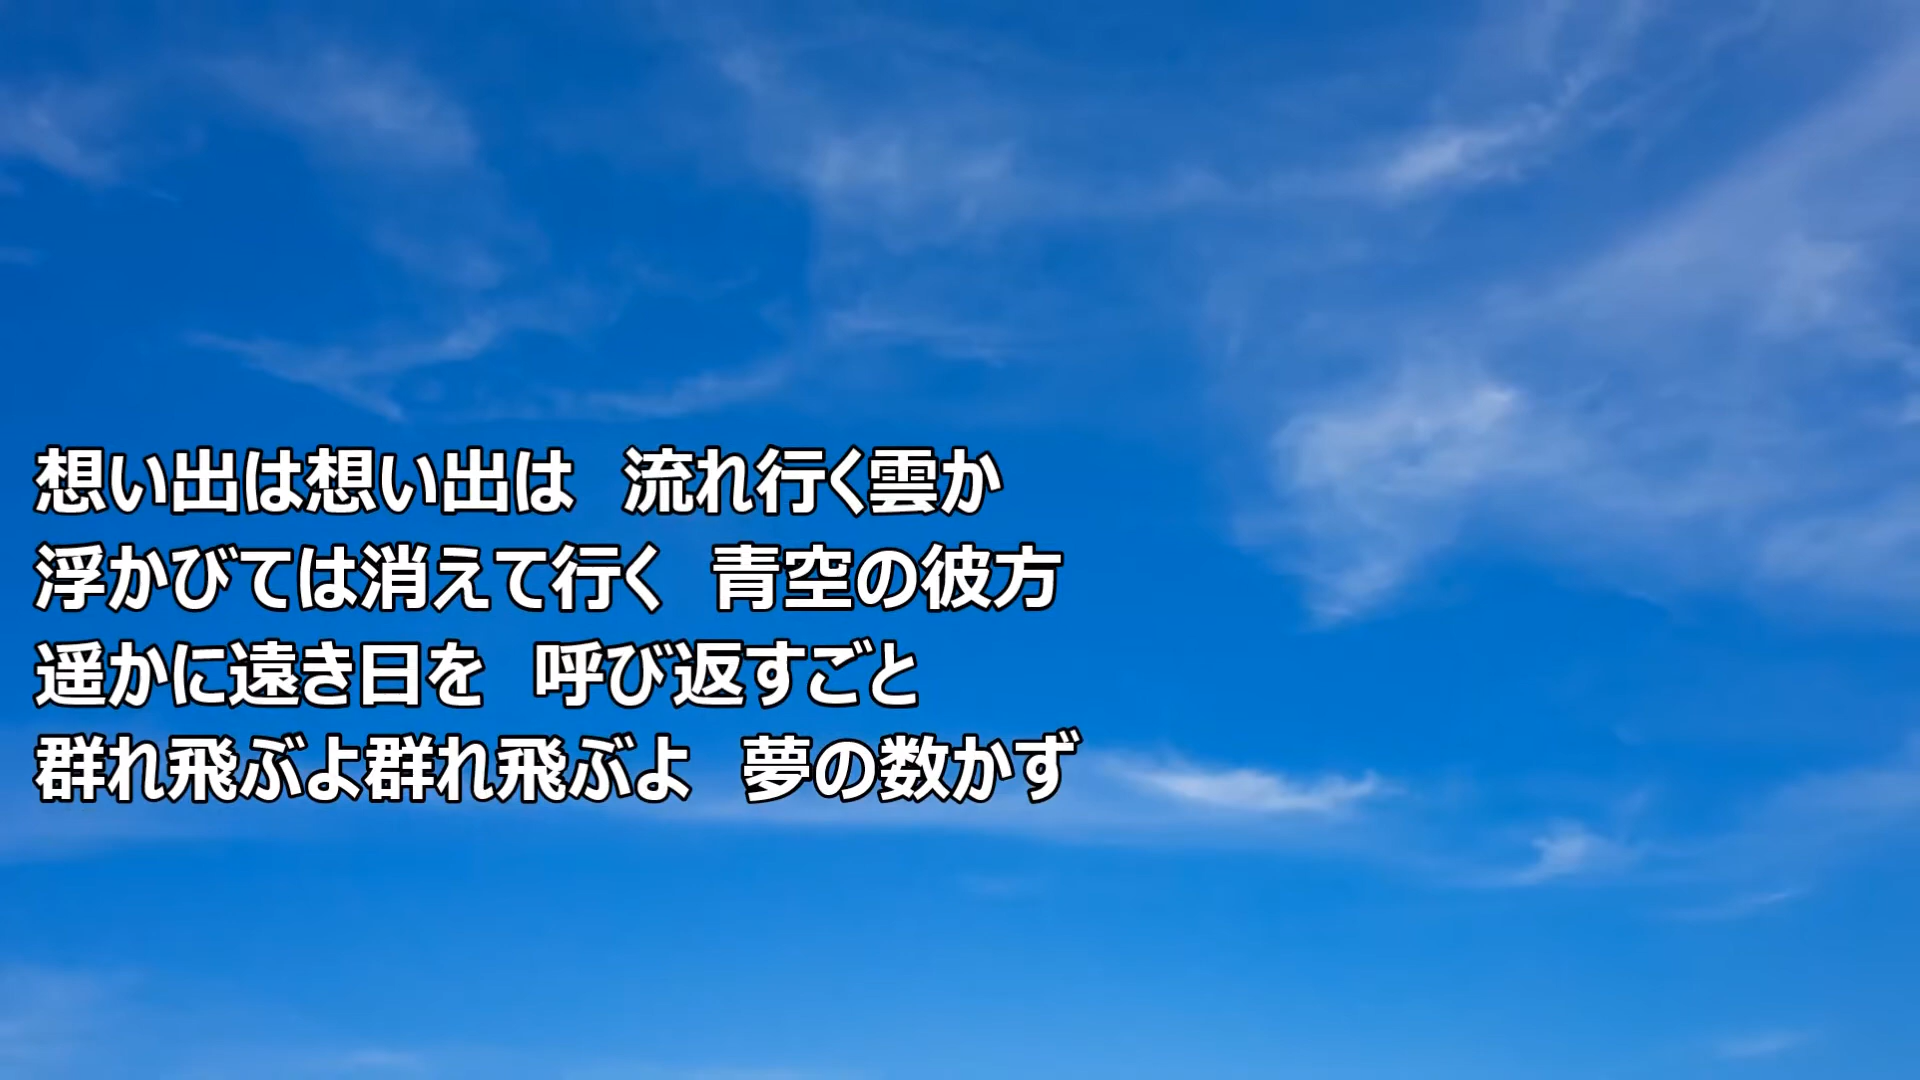 想い出は想い出は　流れ行く雲か
浮かびては消えて行く　青空の彼方
遥かに遠き日を　呼び返すごと
群れ飛ぶよ群れ飛ぶよ　夢の数かず